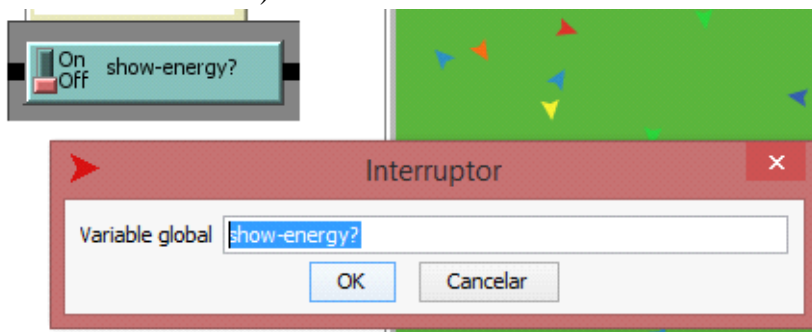 )
On
Off
show-energy?
Interruptor
Variable global show-energy?
OK Cancelar